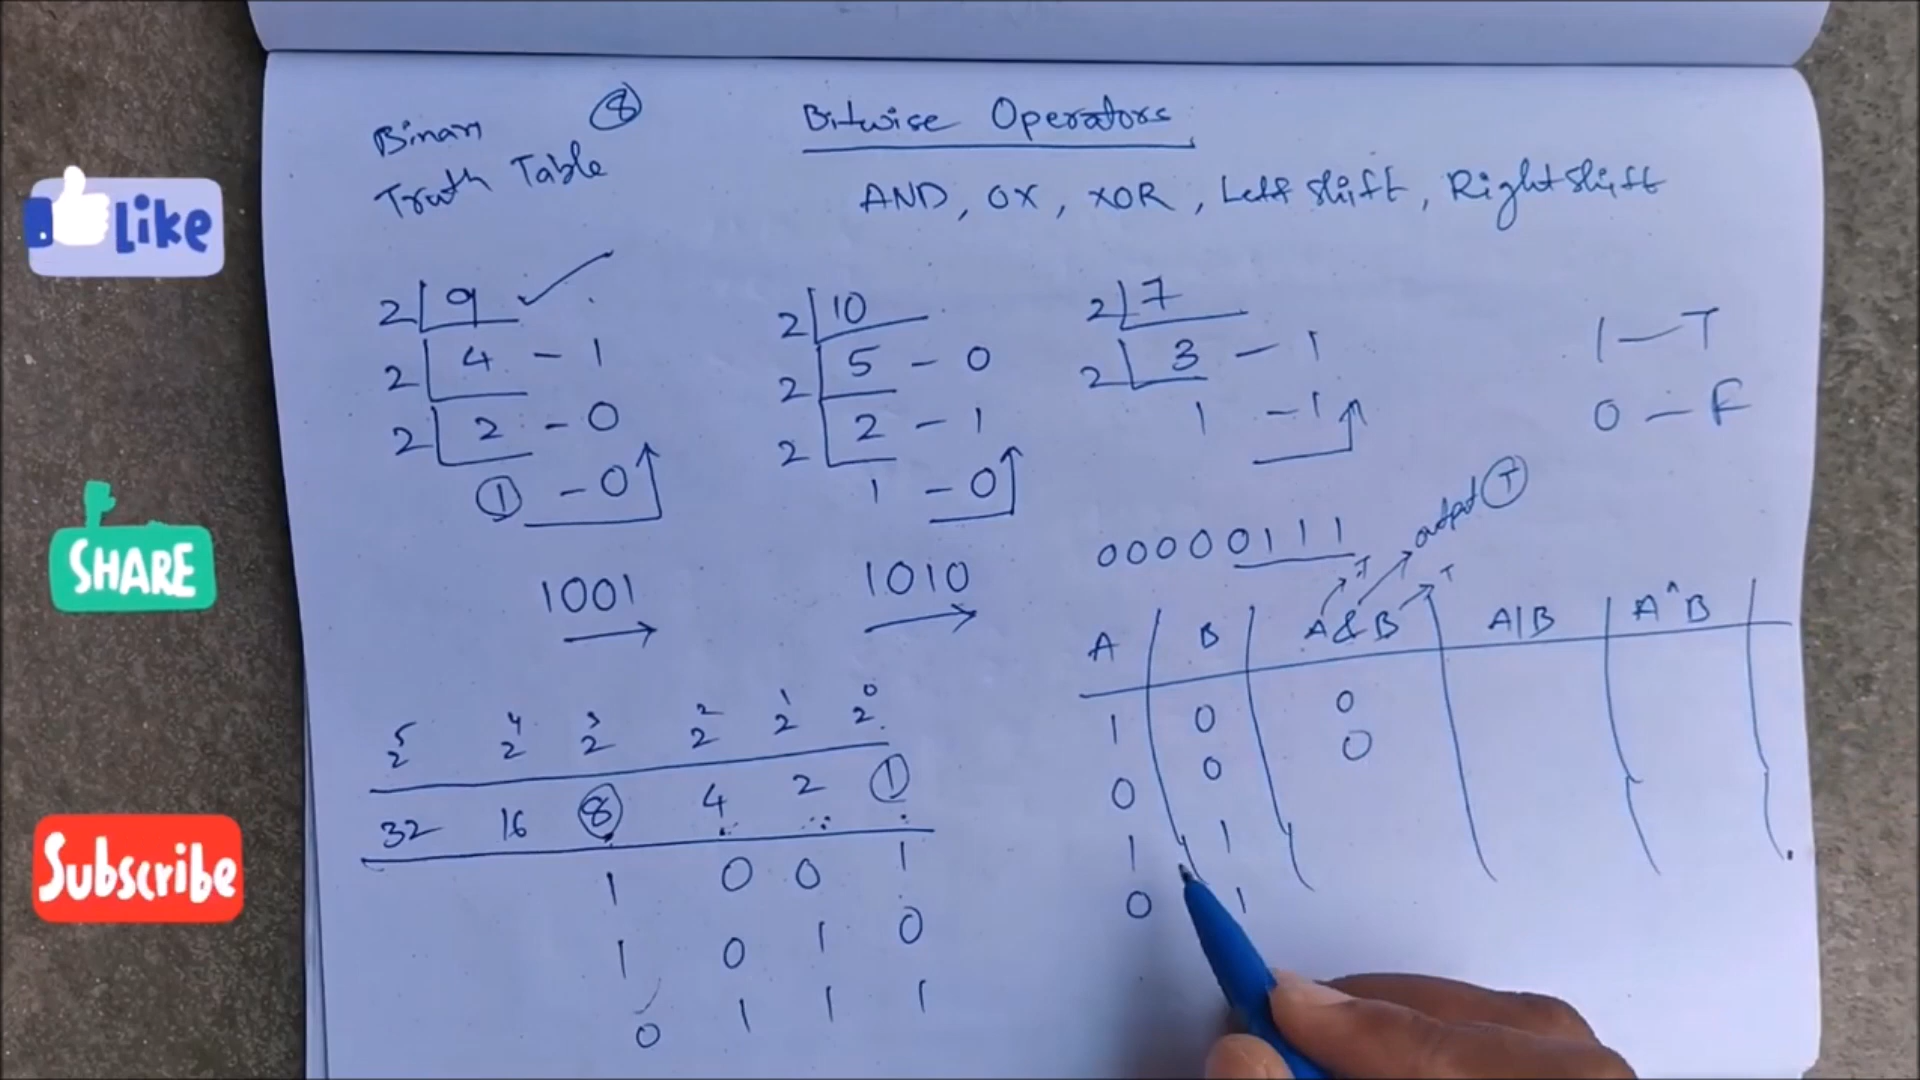 Binary
Truth Table
8
Bitwise Operators
AND, OX, XOR, Left shift, Right shift
Like
SHARE
Subscribe
2 9
2 4 - 1
2 2 - 0
1 - 0
1001
2 10
2 5 - 0
2 2 - 1
1 - 0
1010
2 7
2 3 - 1
1 - 1
00000111
1 - T
0 - F
output T
T T
2^5 2^4 2^3 2^2 2^1 2^0
32 16 8 4 2 1
1 0 0 1
1 0 1 0
0 1 1 1
A B A&B A|B A^B
1 0 0
0 0 0
1 1
0 1